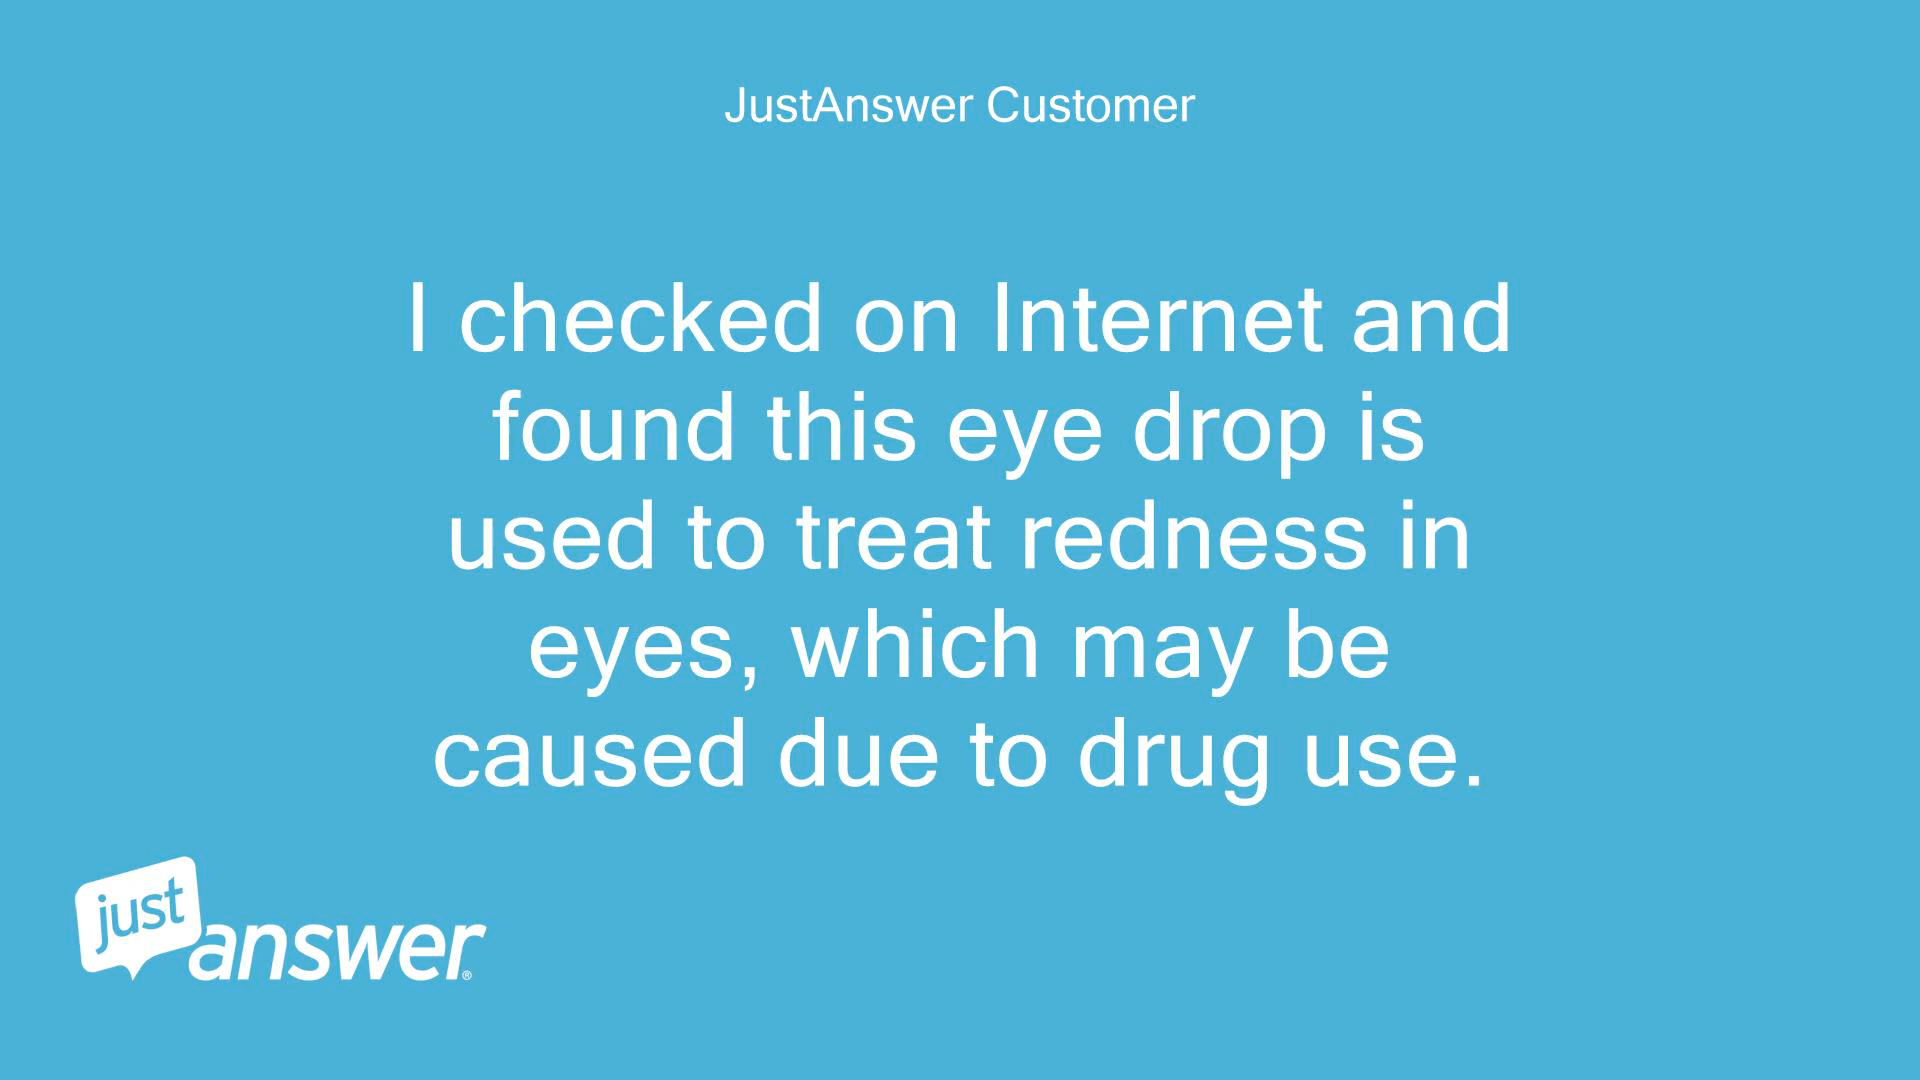 JustAnswer Customer
I checked on Internet and
found this eye drop is
used to treat redness in
eyes, which may be
caused due to drug use.
just
answer®